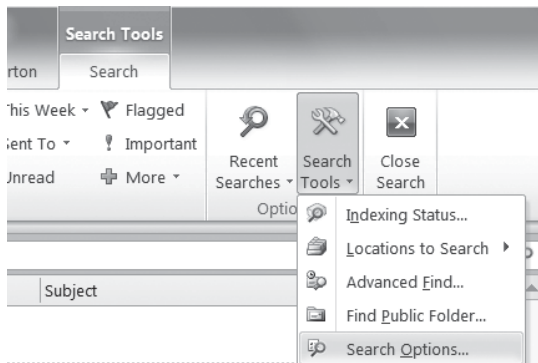 Search Tools
rton Search
This Week Flagged
Sent To Important
Unread More
Recent Searches
Search Tools
Close Search
Optio
Indexing Status...
Locations to Search
Advanced Find...
Find Public Folder...
Search Options...
Subject